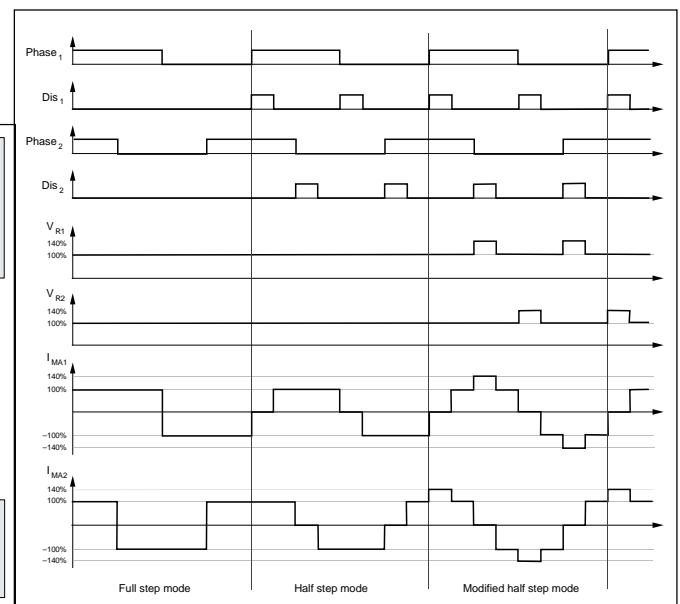 Phase 1
Dis 1
Phase 2
Dis 2
V R1
140%
100%
V R2
140%
100%
I MA1
140%
100%
–100%
–140%
I MA2
140%
100%
–100%
–140%
Full step mode Half step mode Modified half step mode